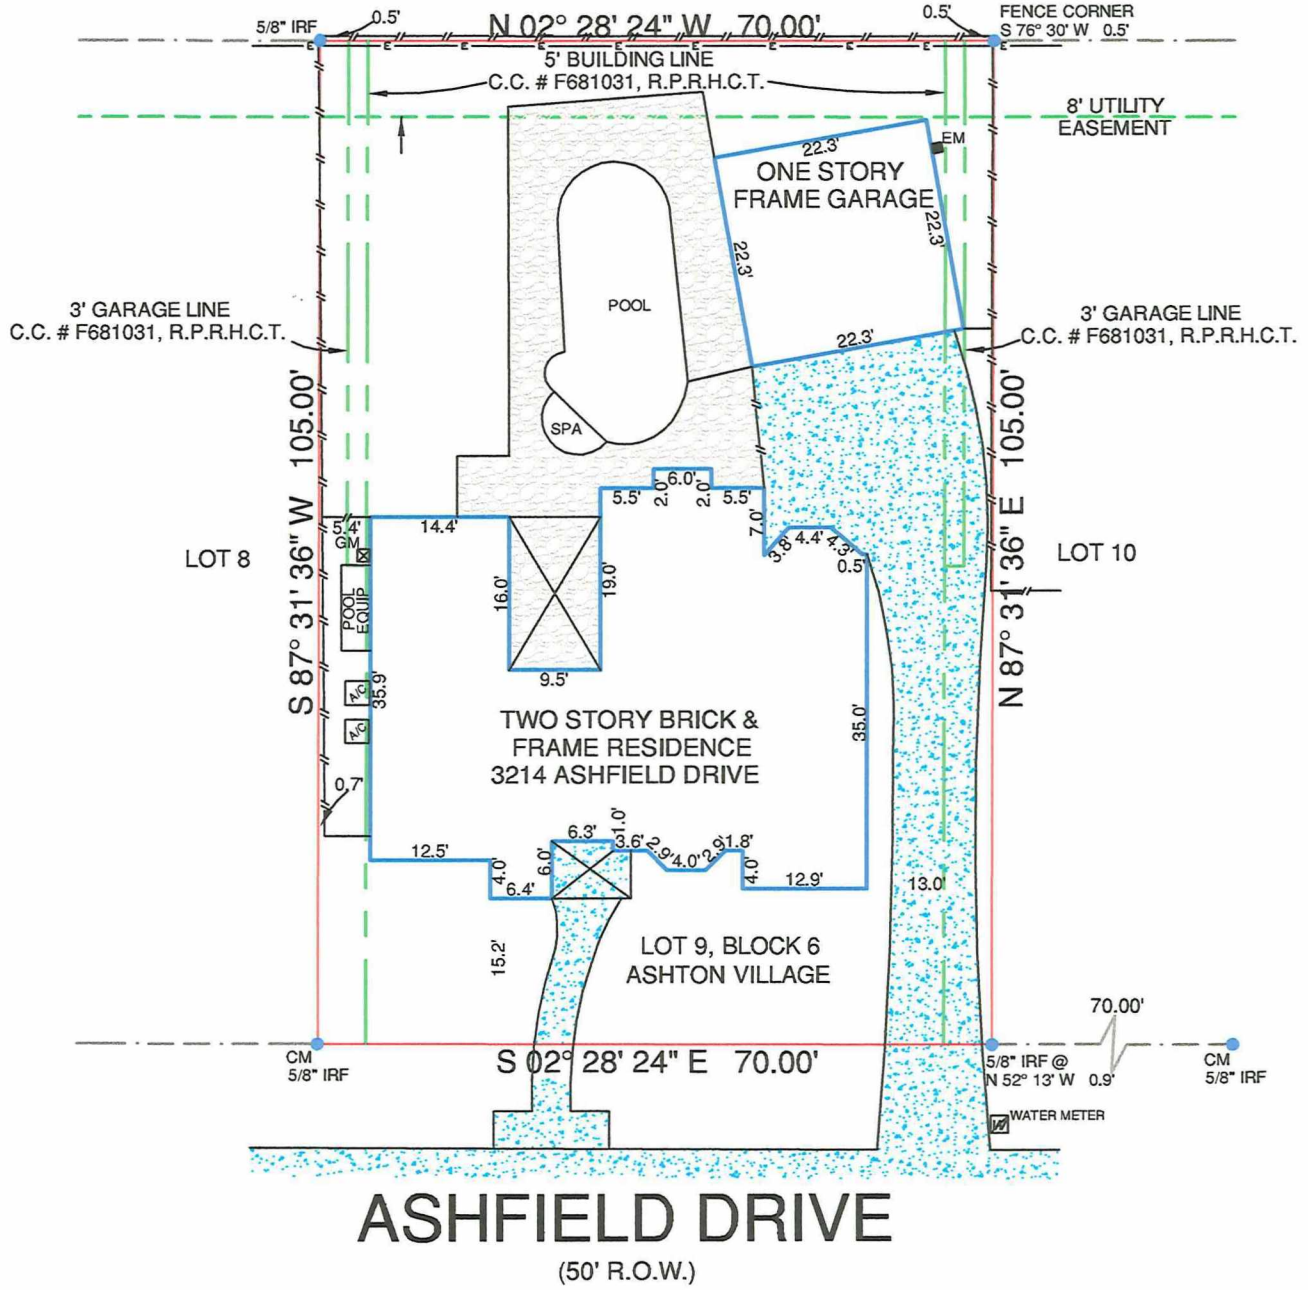 0.5'
5/8" IRF
N 02° 28' 24" W 70.00'
0.5'
FENCE CORNER
S 76° 30' W 0.5'
E E E E E E E E E E
5' BUILDING LINE
C.C. # F681031, R.P.R.H.C.T.
8' UTILITY
EASEMENT
22.3'
EM
ONE STORY
FRAME GARAGE
22.3'
22.3'
22.3'
POOL
SPA
3' GARAGE LINE
C.C. # F681031, R.P.R.H.C.T.
3' GARAGE LINE
C.C. # F681031, R.P.R.H.C.T.
S 87° 31' 36" W 105.00'
N 87° 31' 36" E 105.00'
LOT 8
LOT 10
5.4'
GM
14.4'
5.5'
2.0'
6.0'
2.0'
5.5'
7.0'
3.8'
4.4'
4.3'
0.5'
POOL
EQUIP
16.0'
19.0'
9.5'
A/C
A/C
35.9'
35.0'
TWO STORY BRICK &
FRAME RESIDENCE
3214 ASHFIELD DRIVE
0.7'
12.5'
4.0'
6.4'
6.0'
6.3'
1.0'
3.6'
2.9'
4.0'
2.9'
1.8'
4.0'
12.9'
13.0'
15.2'
LOT 9, BLOCK 6
ASHTON VILLAGE
CM
5/8" IRF
S 02° 28' 24" E 70.00'
5/8" IRF @
N 52° 13' W 0.9'
70.00'
CM
5/8" IRF
W
WATER METER
ASHFIELD DRIVE
(50' R.O.W.)